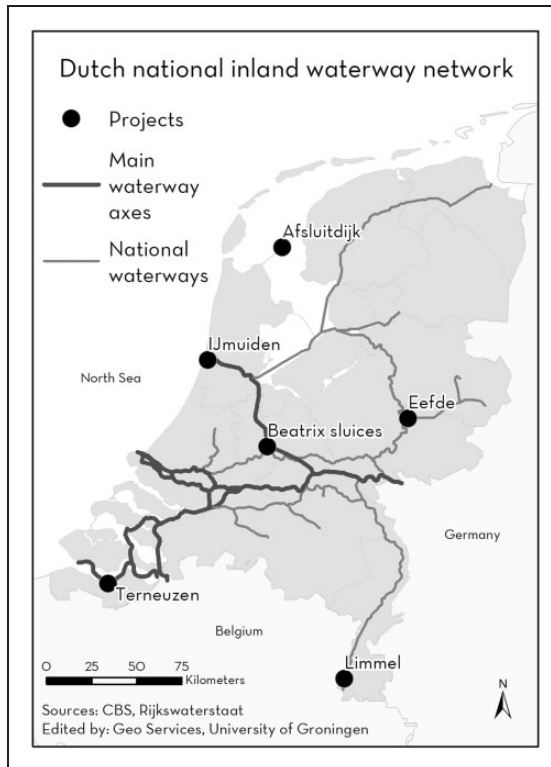 Dutch national inland waterway network
Projects
Main
waterway
axes
National
waterways
Afsluitdijk
IJmuiden
North Sea
Eefde
Beatrix sluices
Germany
Terneuzen
Belgium
Limmel
0 25 50 75
Kilometers
N
Sources: CBS, Rijkswaterstaat
Edited by: Geo Services, University of Groningen